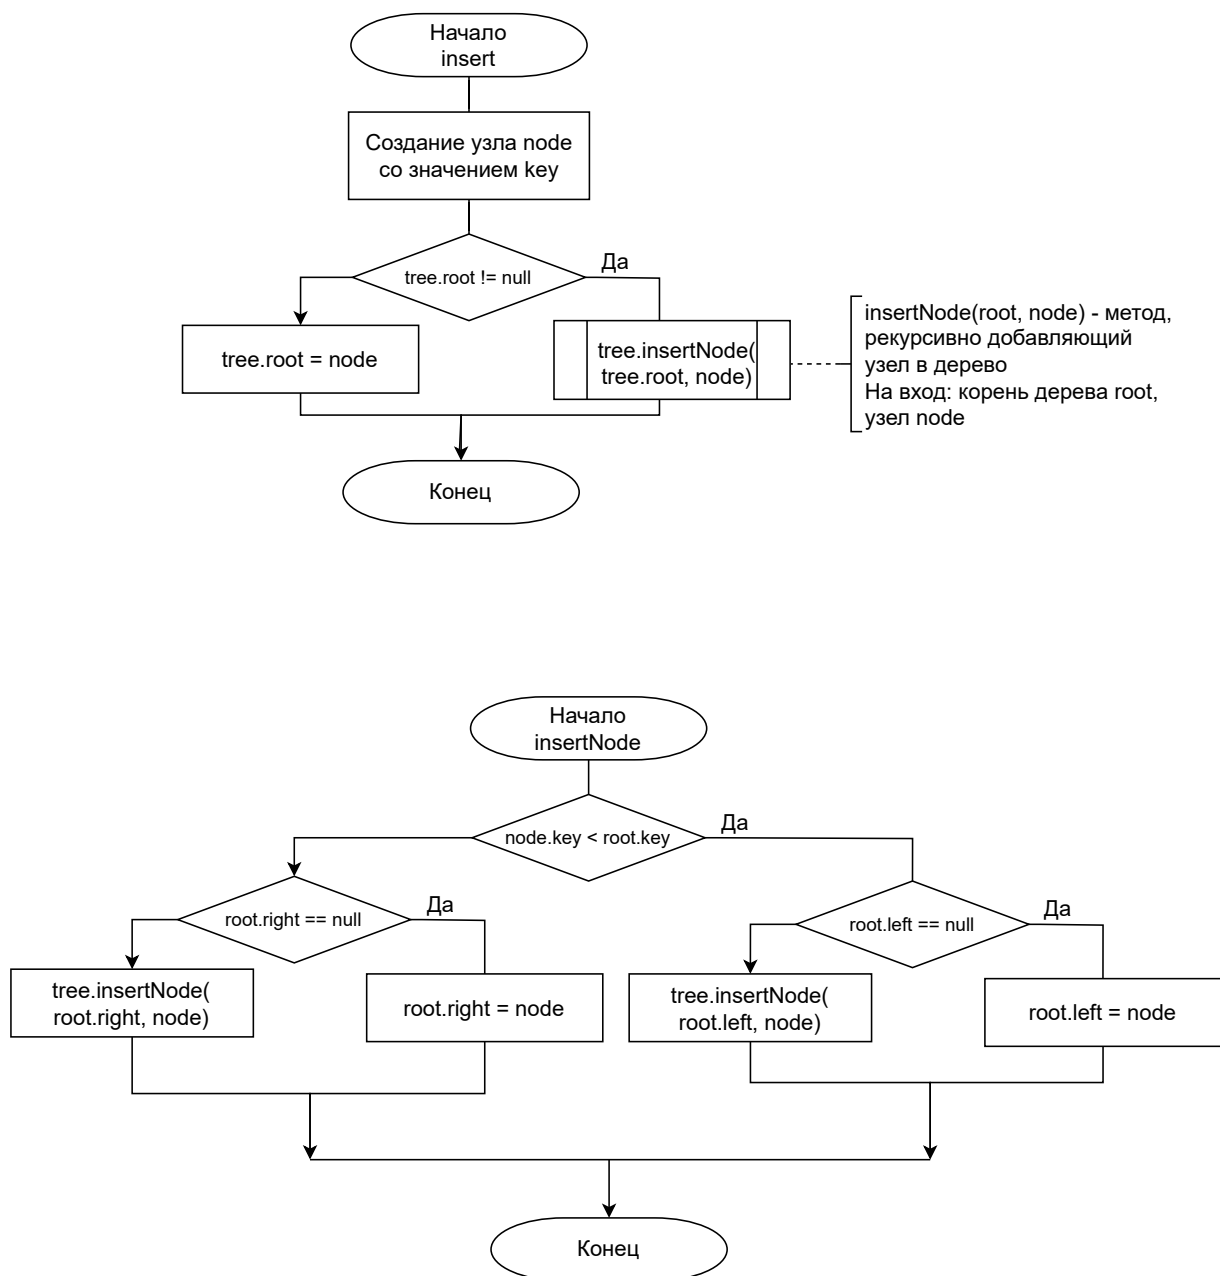 Начало
insert
Создание узла node
со значением key
tree.root != null
Да
tree.root = node
tree.insertNode(
tree.root, node)
insertNode(root, node) - метод,
рекурсивно добавляющий
узел в дерево
На вход: корень дерева root,
узел node
Конец
Начало
insertNode
node.key < root.key
Да
root.right == null
Да
root.left == null
Да
tree.insertNode(
root.right, node)
root.right = node
tree.insertNode(
root.left, node)
root.left = node
Конец